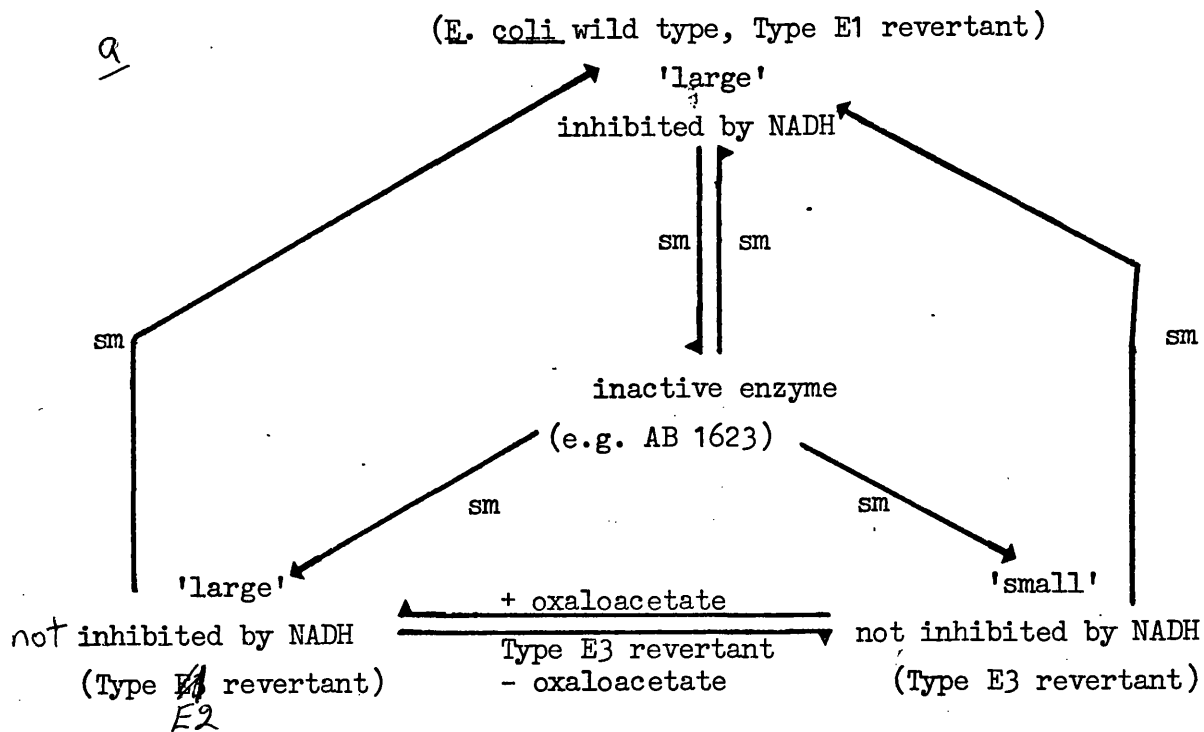 a
(E. coli wild type, Type E1 revertant)
'large'
inhibited by NADH
sm sm
sm
sm
inactive enzyme
(e.g. AB 1623)
sm
sm
'large'
'small'
+ oxaloacetate
not inhibited by NADH
not inhibited by NADH
Type E3 revertant
(Type revertant)
- oxaloacetate
(Type E3 revertant)
E2